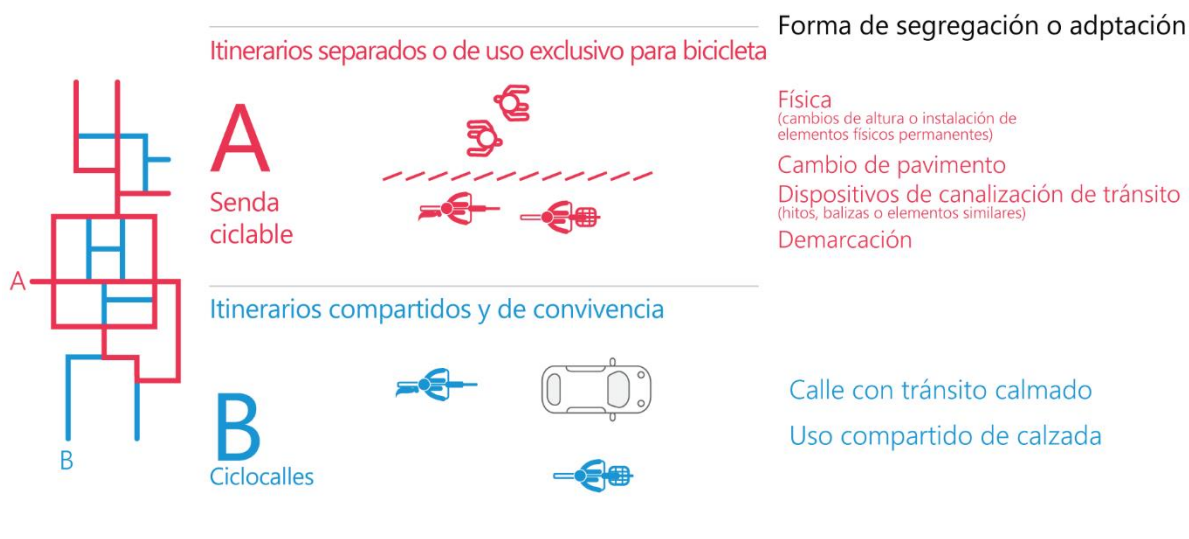 Forma de segregación o adptación
Itinerarios separados o de uso exclusivo para bicicleta
A
Senda
ciclable
Física
(cambios de altura o instalación de
elementos físicos permanentes)
Cambio de pavimento
Dispositivos de canalización de tránsito
(hitos, balizas o elementos similares)
Demarcación
A
Itinerarios compartidos y de convivencia
B
Ciclocalles
Calle con tránsito calmado
Uso compartido de calzada
B